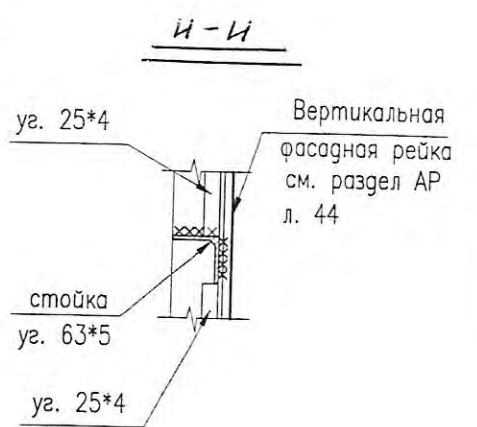 И-И
уг. 25*4
Вертикальная
фасадная рейка
см. раздел АР
л. 44
стойка
уг. 63*5
уг. 25*4